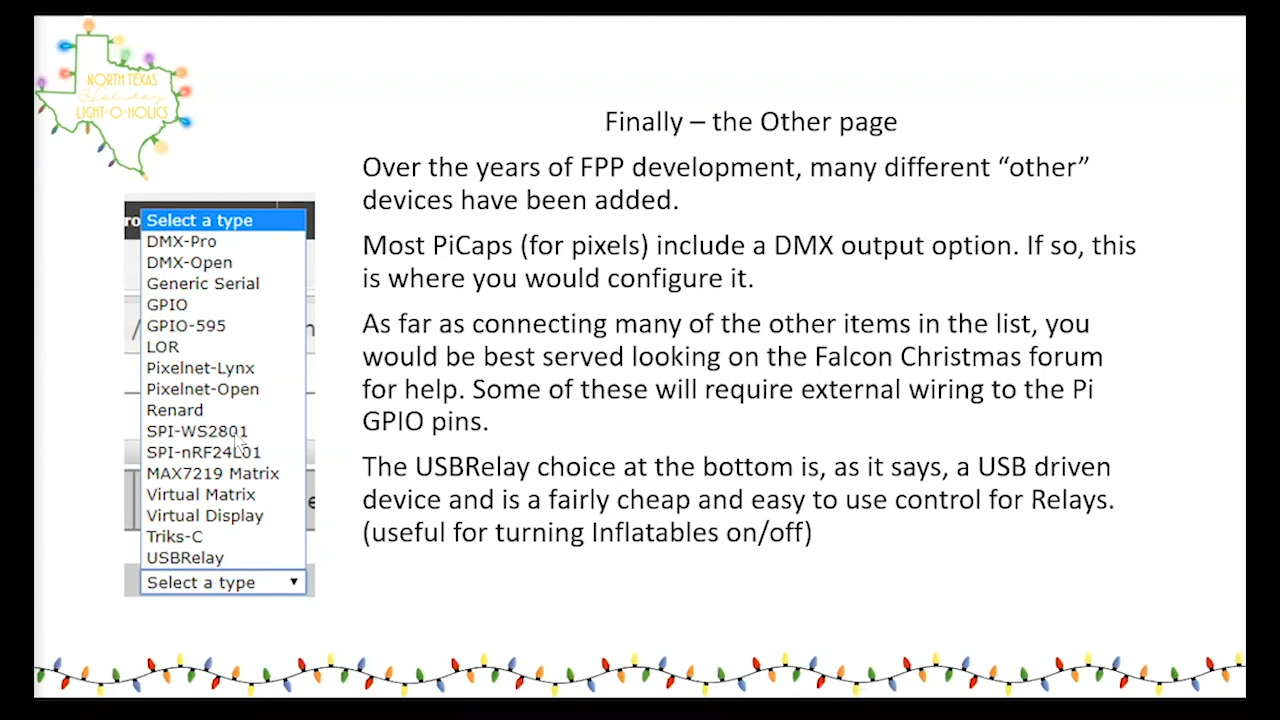 NORTH TEXAS
Holiday
LIGHT-O-HOLICS
Finally – the Other page
Over the years of FPP development, many different “other”
devices have been added.
Most PiCaps (for pixels) include a DMX output option. If so, this
is where you would configure it.
As far as connecting many of the other items in the list, you
would be best served looking on the Falcon Christmas forum
for help. Some of these will require external wiring to the Pi
GPIO pins.
The USBRelay choice at the bottom is, as it says, a USB driven
device and is a fairly cheap and easy to use control for Relays.
(useful for turning Inflatables on/off)
ro
Select a type
DMX-Pro
DMX-Open
Generic Serial
GPIO
GPIO-595
LOR
Pixelnet-Lynx
Pixelnet-Open
Renard
SPI-WS2801
SPI-nRF24L01
MAX7219 Matrix
Virtual Matrix
Virtual Display
Triks-C
USBRelay
Select a type